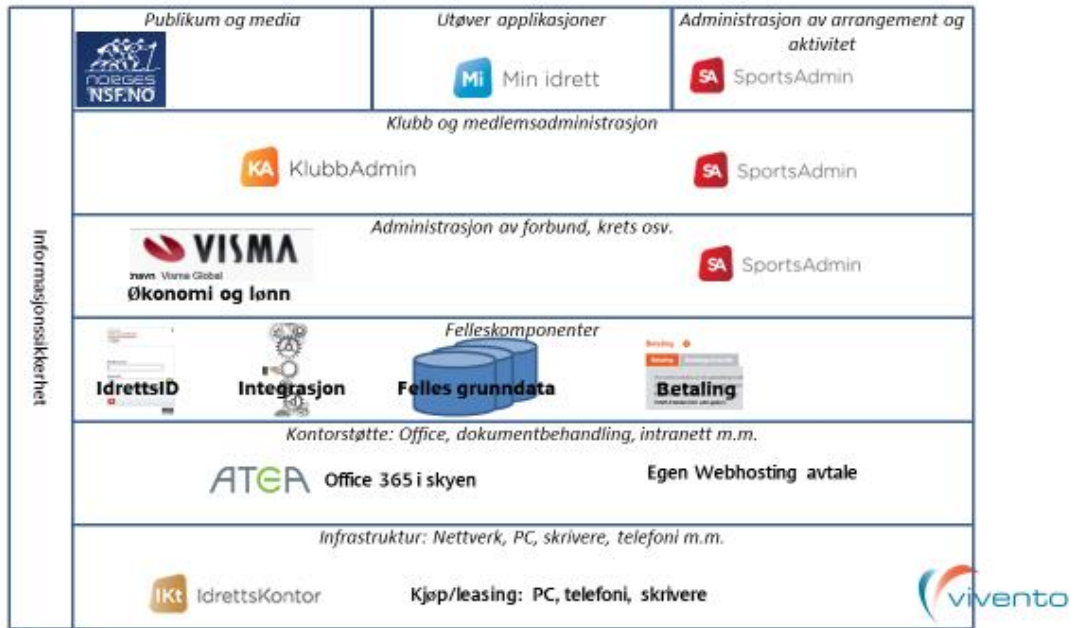 Publikum og media
Utøver applikasjoner
Administrasjon av arrangement og
aktivitet
NORGES
NSF.NO
Mi Min idrett
SA SportsAdmin
Klubb og medlemsadministrasjon
KA KlubbAdmin
SA SportsAdmin
Informasjonssikkerhet
Administrasjon av forbund, krets osv.
VISMA
navn Visma Global
Økonomi og lønn
SA SportsAdmin
Felleskomponenter
Betaling
IdrettsID
Integrasjon
Felles grunndata
Betaling
Kontorstøtte: Office, dokumentbehandling, intranett m.m.
ATEA Office 365 i skyen
Egen Webhosting avtale
Infrastruktur: Nettverk, PC, skrivere, telefoni m.m.
IKt IdrettsKontor
Kjøp/leasing: PC, telefoni, skrivere
vivento